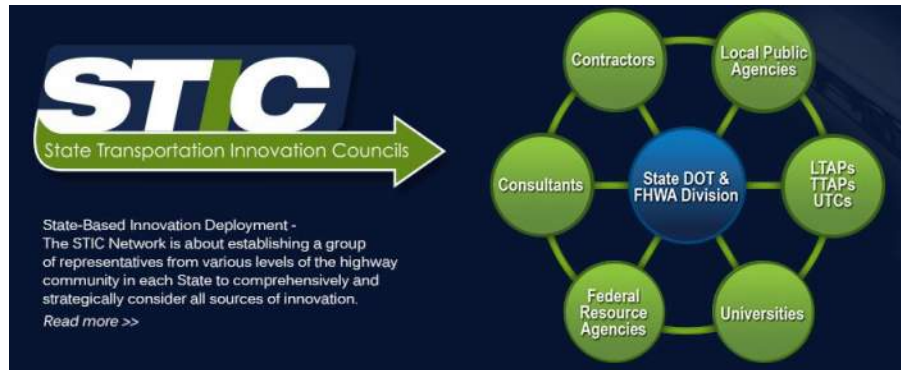 STIC
State Transportation Innovation Councils
State-Based Innovation Deployment -
The STIC Network is about establishing a group
of representatives from various levels of the highway
community in each State to comprehensively and
strategically consider all sources of innovation.
Read more >>
Contractors
Local Public
Agencies
Consultants
State DOT &
FHWA Division
LTAPs
TTAPs
UTCs
Federal
Resource
Agencies
Universities